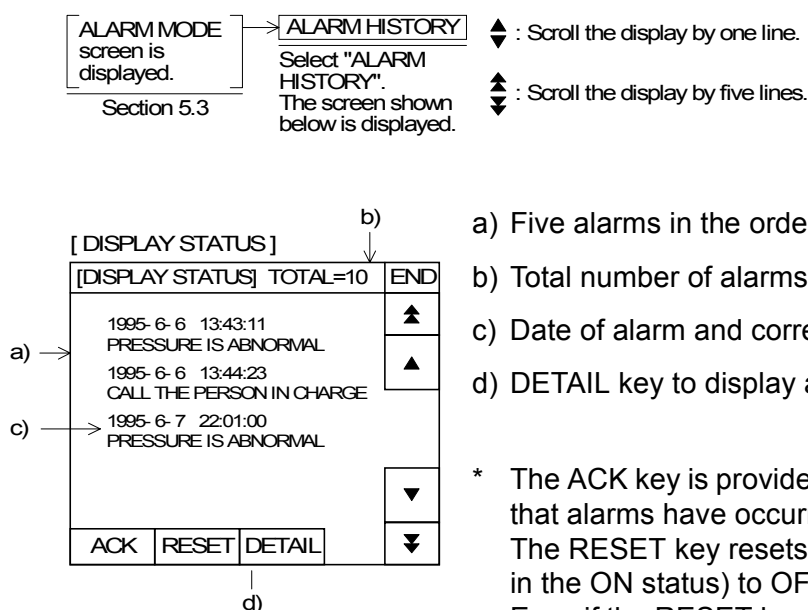 ALARM MODE
screen is
displayed.
Section 5.3
ALARM HISTORY
Select "ALARM
HISTORY".
The screen shown
below is displayed.
: Scroll the display by one line.
: Scroll the display by five lines.
[ DISPLAY STATUS ]
b)
[DISPLAY STATUS] TOTAL=10 END
1995- 6- 6 13:43:11
PRESSURE IS ABNORMAL
1995- 6- 6 13:44:23
CALL THE PERSON IN CHARGE
1995- 6- 7 22:01:00
PRESSURE IS ABNORMAL
a)
c)
ACK RESET DETAIL
d)
a) Five alarms in the orde
b) Total number of alarms
c) Date of alarm and corre
d) DETAIL key to display a
* The ACK key is provide
that alarms have occurr
The RESET key resets
in the ON status) to OF